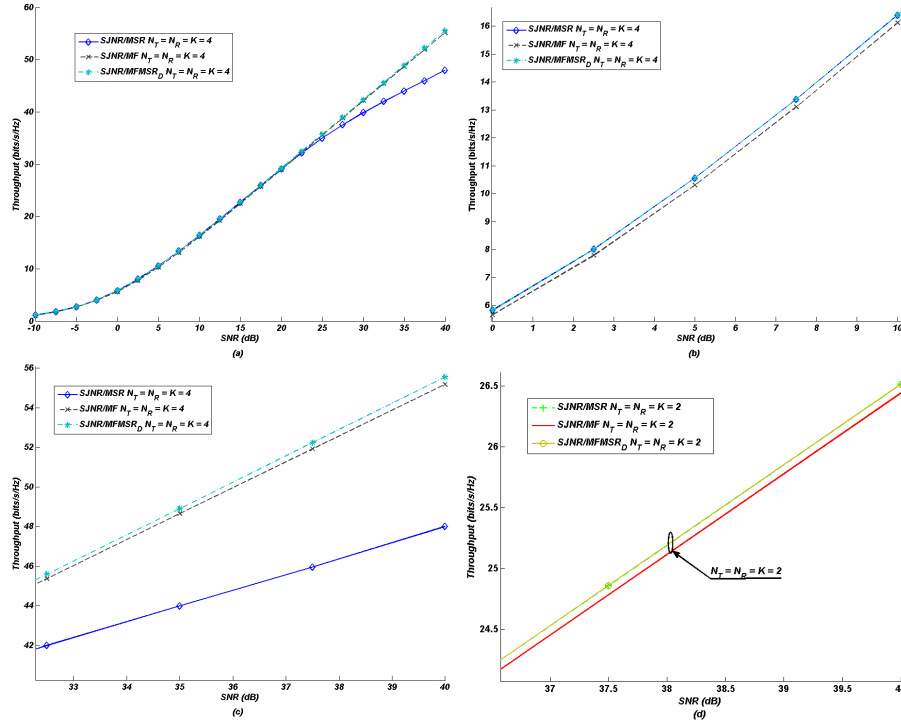 60
50
40
30
20
10
0
Throughput (bits/s/Hz)
SJNR/MSR N_T = N_R = K = 4
SJNR/MF N_T = N_R = K = 4
SJNR/MFMSR_D N_T = N_R = K = 4
-10 -5 0 5 10 15 20 25 30 35 40
SNR (dB)
(a)
16
15
14
13
12
11
10
9
8
7
6
Throughput (bits/s/Hz)
SJNR/MSR N_T = N_R = K = 4
SJNR/MF N_T = N_R = K = 4
SJNR/MFMSR_D N_T = N_R = K = 4
0 1 2 3 4 5 6 7 8 9 10
SNR (dB)
(b)
56
54
52
50
48
46
44
42
Throughput (bits/s/Hz)
SJNR/MSR N_T = N_R = K = 4
SJNR/MF N_T = N_R = K = 4
SJNR/MFMSR_D N_T = N_R = K = 4
33 34 35 36 37 38 39 40
SNR (dB)
(c)
26.5
26
25.5
25
24.5
Throughput (bits/s/Hz)
SJNR/MSR N_T = N_R = K = 2
SJNR/MF N_T = N_R = K = 2
SJNR/MFMSR_D N_T = N_R = K = 2
N_T = N_R = K = 2
37 37.5 38 38.5 39 39.5
SNR (dB)
(d)